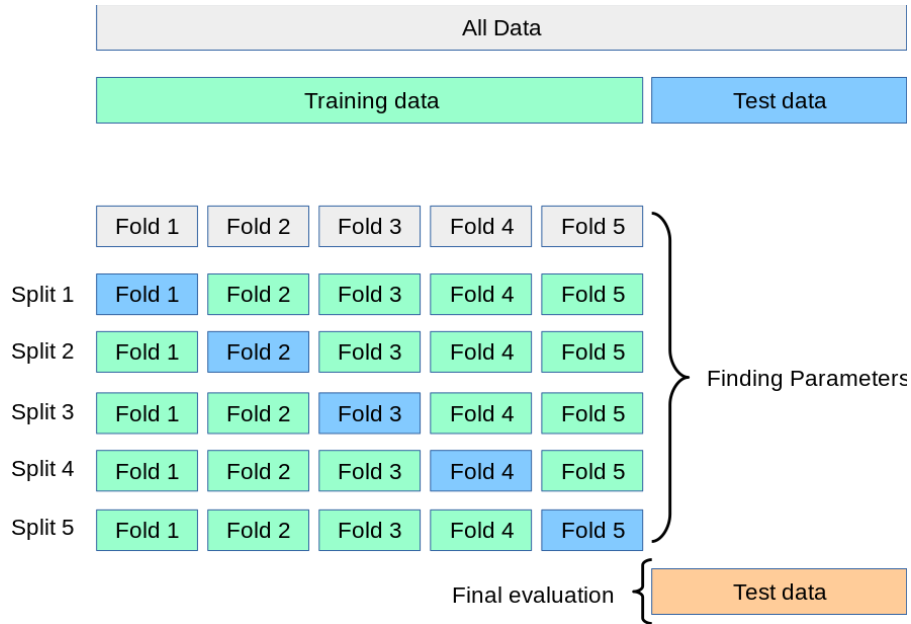 All Data
Training data Test data
Fold 1 Fold 2 Fold 3 Fold 4 Fold 5
Split 1 Fold 1 Fold 2 Fold 3 Fold 4 Fold 5
Split 2 Fold 1 Fold 2 Fold 3 Fold 4 Fold 5
Finding Parameters
Split 3 Fold 1 Fold 2 Fold 3 Fold 4 Fold 5
Split 4 Fold 1 Fold 2 Fold 3 Fold 4 Fold 5
Split 5 Fold 1 Fold 2 Fold 3 Fold 4 Fold 5
Final evaluation Test data